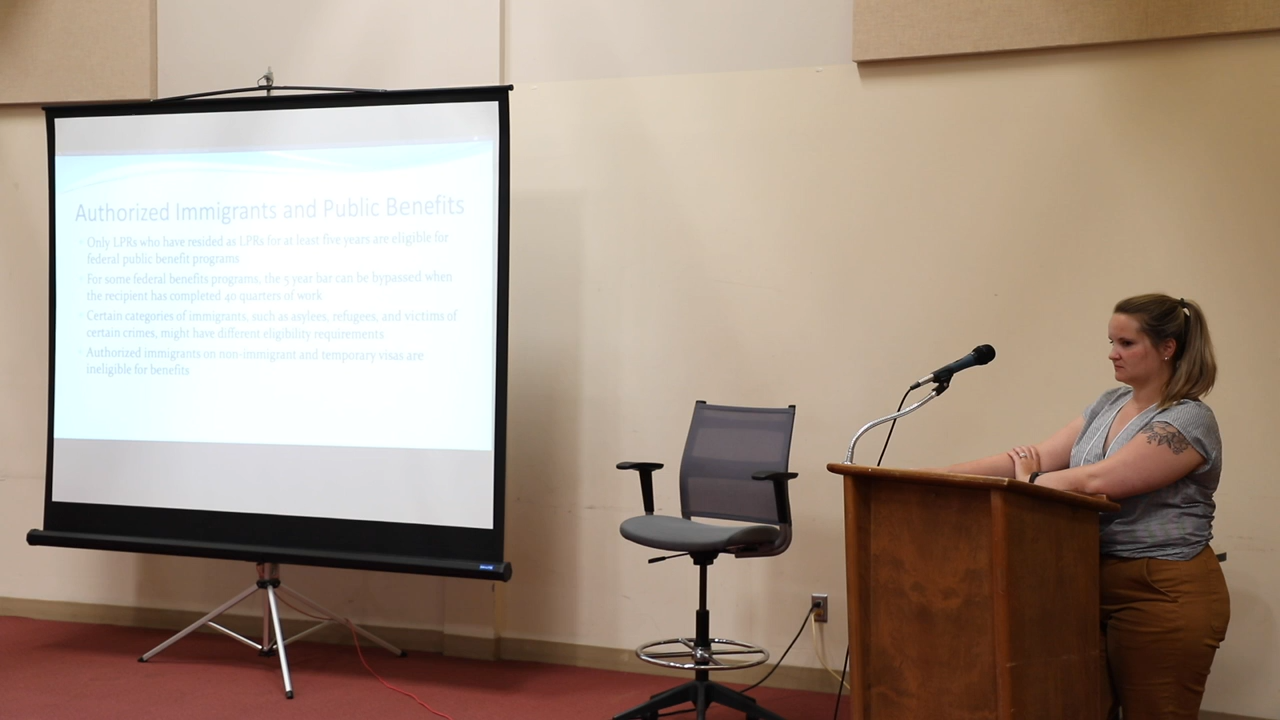 Authorized Immigrants and Public Benefits
Only LPRs who have resided as LPRs for at least five years are eligible for
federal public benefit programs
For some federal benefits programs, the 5 year bar can be bypassed when
the recipient has completed 40 quarters of work
Certain categories of immigrants, such as asylees, refugees, and victims of
certain crimes, might have different eligibility requirements
Authorized immigrants on non-immigrant and temporary visas are
ineligible for benefits